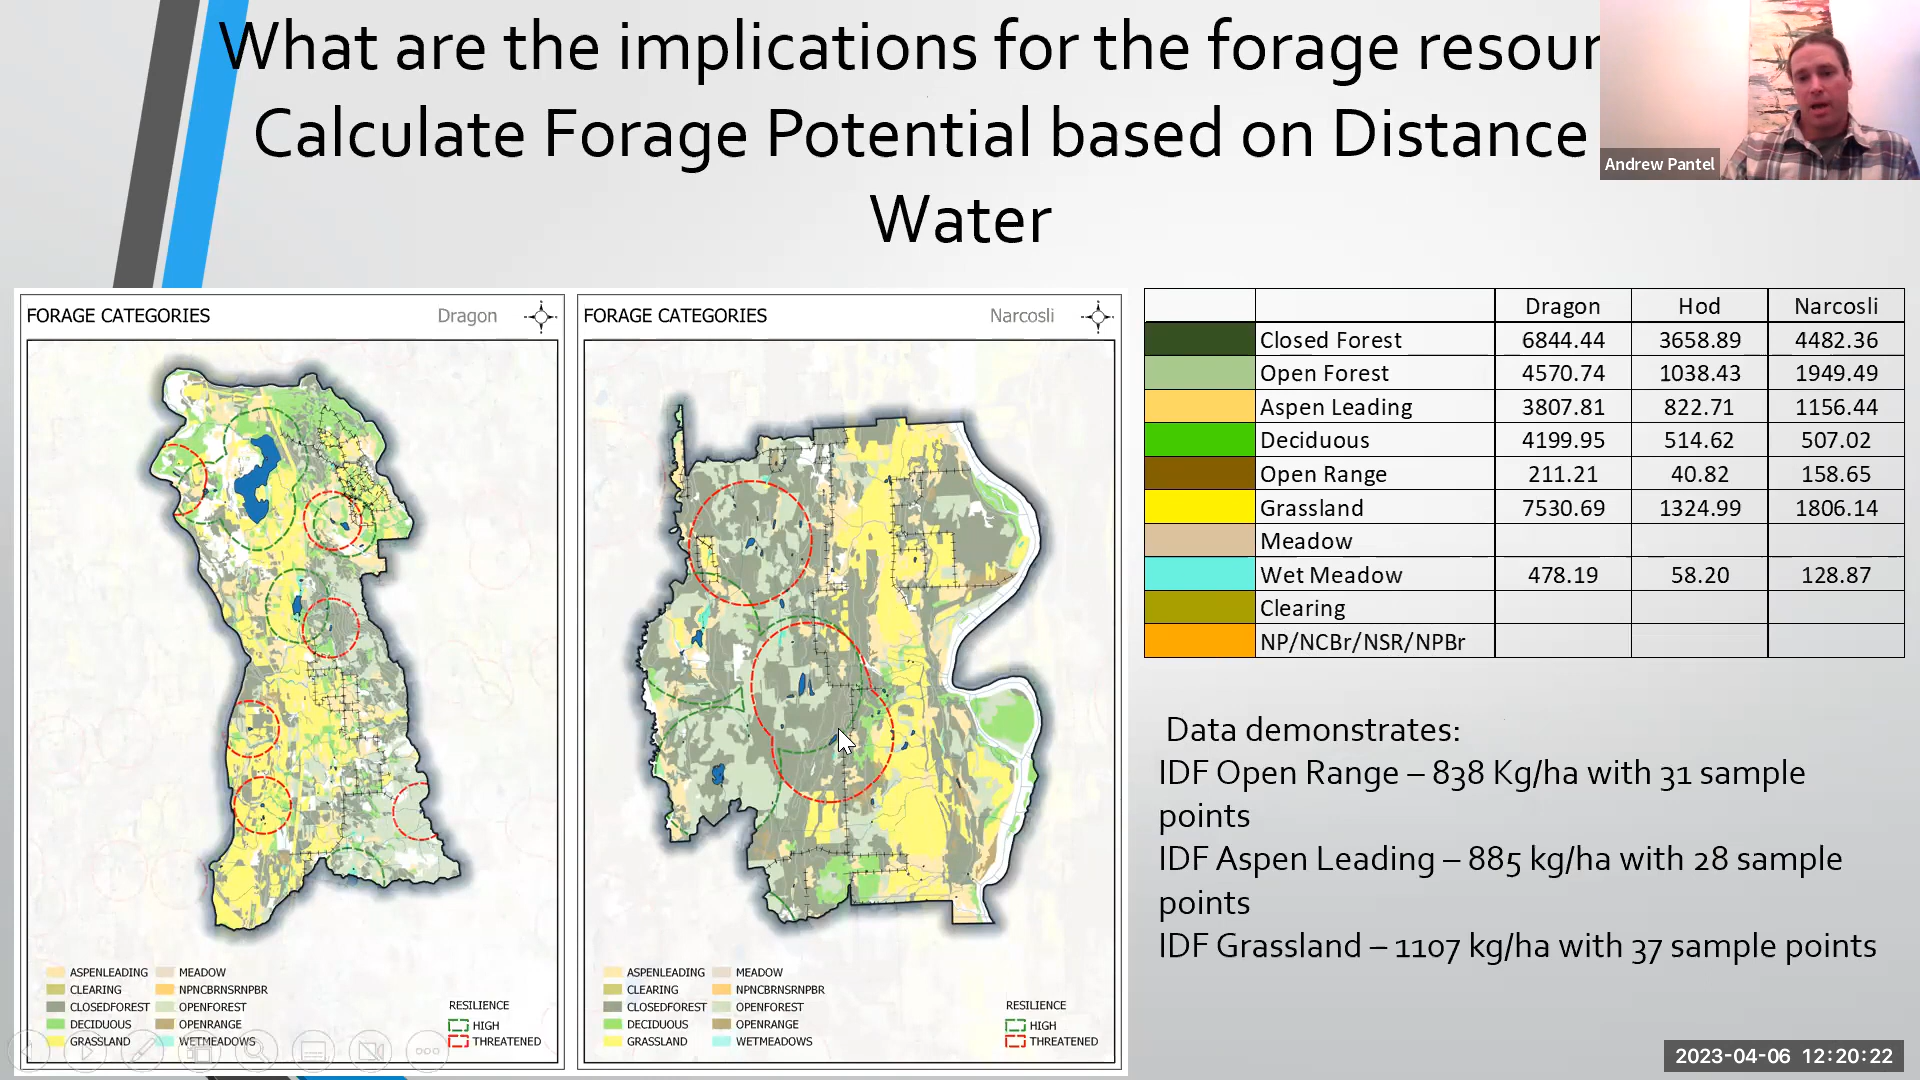 What are the implications for the forage resour
Calculate Forage Potential based on Distance
Water
Andrew Pantel
FORAGE CATEGORIES Dragon
ASPENLEADING MEADOW
CLEARING NPNCBRNSRNPBR
CLOSEDFOREST OPENFOREST
DECIDUOUS OPENRANGE
GRASSLAND WETMEADOWS
RESILIENCE
HIGH
THREATENED
FORAGE CATEGORIES Narcosli
ASPENLEADING MEADOW
CLEARING NPNCBRNSRNPBR
CLOSEDFOREST OPENFOREST
DECIDUOUS OPENRANGE
GRASSLAND WETMEADOWS
RESILIENCE
HIGH
THREATENED
Dragon Hod Narcosli
Closed Forest 6844.44 3658.89 4482.36
Open Forest 4570.74 1038.43 1949.49
Aspen Leading 3807.81 822.71 1156.44
Deciduous 4199.95 514.62 507.02
Open Range 211.21 40.82 158.65
Grassland 7530.69 1324.99 1806.14
Meadow
Wet Meadow 478.19 58.20 128.87
Clearing
NP/NCBr/NSR/NPBr
Data demonstrates:
IDF Open Range – 838 Kg/ha with 31 sample
points
IDF Aspen Leading – 885 kg/ha with 28 sample
points
IDF Grassland – 1107 kg/ha with 37 sample points
2023-04-06 12:20:22